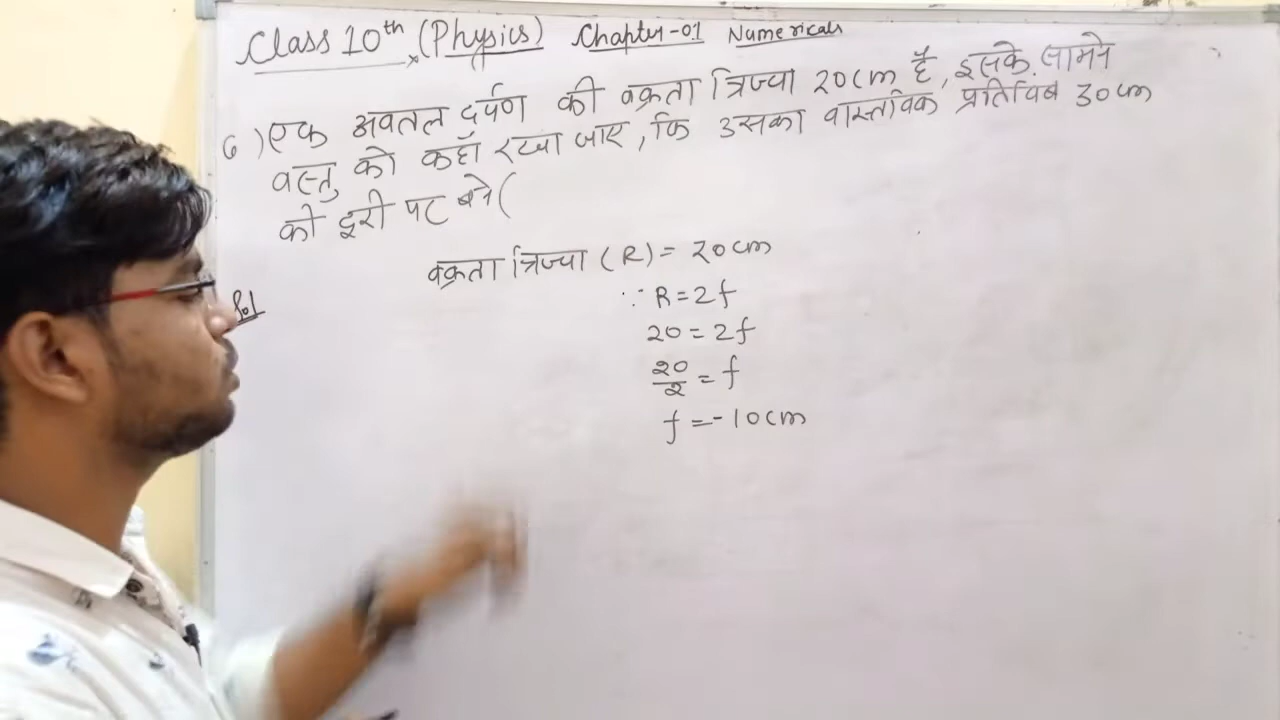 Class 10th (Physics) Chapter-01 Numericals
6) एक अवतल दर्पण की वक्रता त्रिज्या 20cm है, इसके सामने
वस्तु को कहाँ रखा जाए, कि उसका वास्तविक प्रतिविंब 30cm
की दूरी पर बने(
Sol
वक्रता त्रिज्या (R) = 20cm
∵ R=2f
20=2f
20/2 = f
f =-10cm